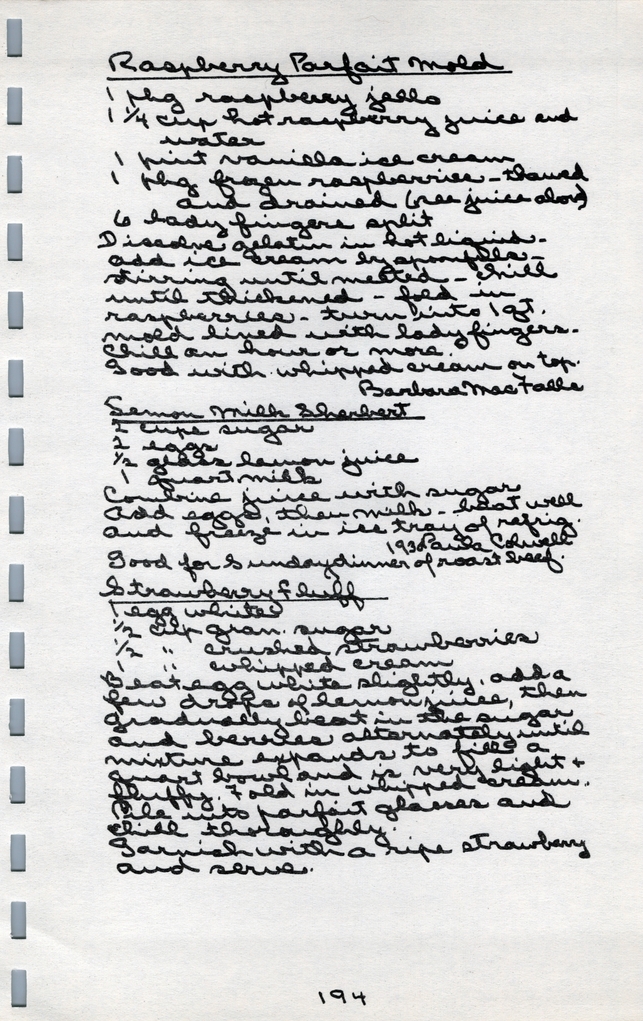 Raspberry Parfait Mold
1 pkg raspberry jello
1 1/4 cup hot raspberry juice and
water
1 pint vanilla ice cream
1 pkg frozen raspberries - thawed
and drained (see juice above)
6 lady fingers split
Dissolve gelatin in hot liquid -
add ice cream by spoonfulls -
stirring until melted - chill
until thickened - fold in
raspberries - turn into 1 qt.
mold lined with lady fingers.
Chill an hour or more.
Good with whipped cream on top.
Barbara MacFalle
Lemon Milk Sherbert
2 cups sugar
2 eggs
1/2 glass lemon juice
1 quart milk
Combine juice with sugar
add eggs, then milk - beat well
and freeze in ice tray of refrig.
1930 Paula Colwell
Good for Sunday dinner of roast beef.
Strawberry Fluff
1 egg white
1/2 cup gran. sugar
1/2 " crushed strawberries
1 " whipped cream
Beat egg white slightly, add a
few drops of lemon juice, then
gradually beat in the sugar
and berries alternately until
mixture expands to fill a
quart bowl and is very light +
fluffy. Fold in whipped cream.
Pile into parfait glasses and
chill thoroughly.
Garnish with a ripe strawberry
and serve.
194